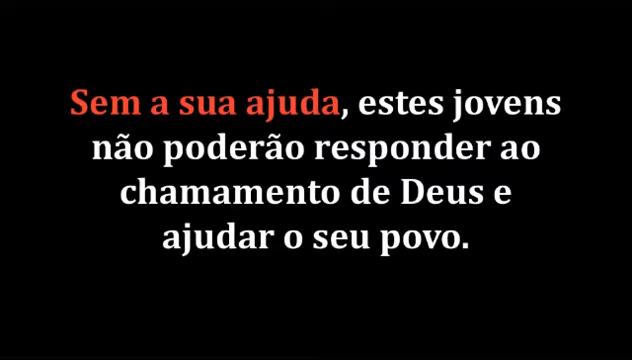 Sem a sua ajuda, estes jovens
não poderão responder ao
chamamento de Deus e
ajudar o seu povo.